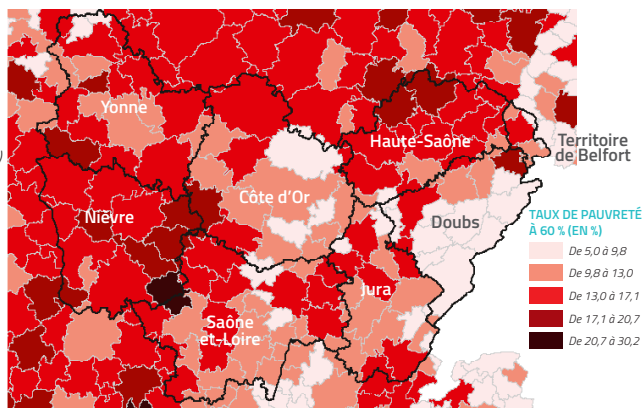 Yonne
Haute-Saône
Territoire
de Belfort
Côte d'Or
Nièvre
Doubs
Jura
Saône
et-Loire
TAUX DE PAUVRETÉ
À 60 % (EN %)
De 5,0 à 9,8
De 9,8 à 13,0
De 13,0 à 17,1
De 17,1 à 20,7
De 20,7 à 30,2